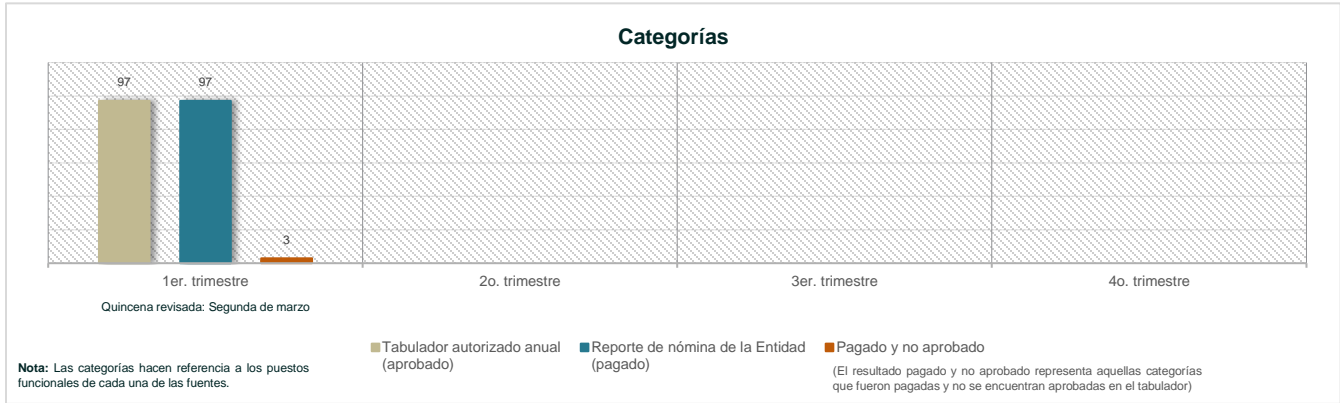 Categorías
97
97
3
1er. trimestre
2o. trimestre
3er. trimestre
4o. trimestre
Quincena revisada: Segunda de marzo
Tabulador autorizado anual
(aprobado)
Reporte de nómina de la Entidad
(pagado)
Pagado y no aprobado
(El resultado pagado y no aprobado representa aquellas categorías
que fueron pagadas y no se encuentran aprobadas en el tabulador)
Nota: Las categorías hacen referencia a los puestos
funcionales de cada una de las fuentes.